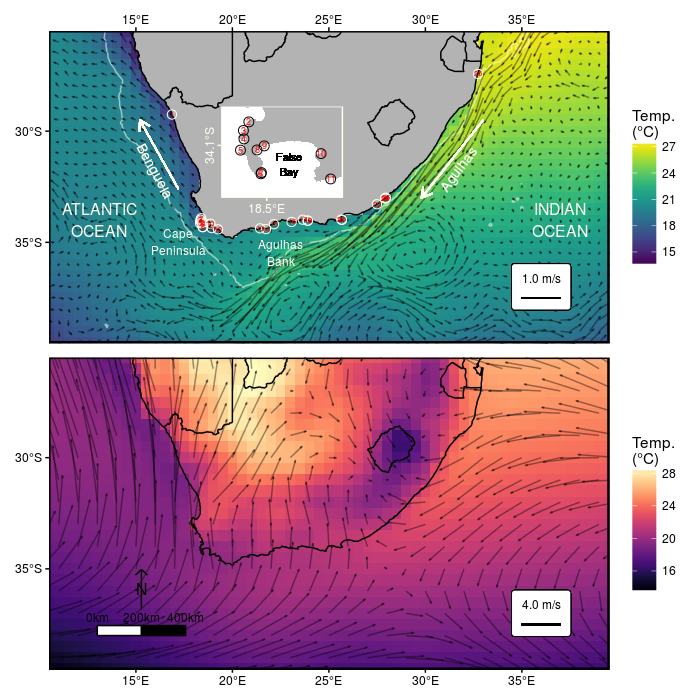 15°E 20°E 25°E 30°E 35°E
30°S
35°S
ATLANTIC
OCEAN
Benguela
Cape
Peninsula
34.1°S
18.5°E
False
Bay
Agulhas
Bank
Agulhas
INDIAN
OCEAN
1.0 m/s
Temp.
(°C)
27
24
21
18
15
30°S
35°S
N
0km 200km 400km
4.0 m/s
15°E 20°E 25°E 30°E 35°E
Temp.
(°C)
28
24
20
16